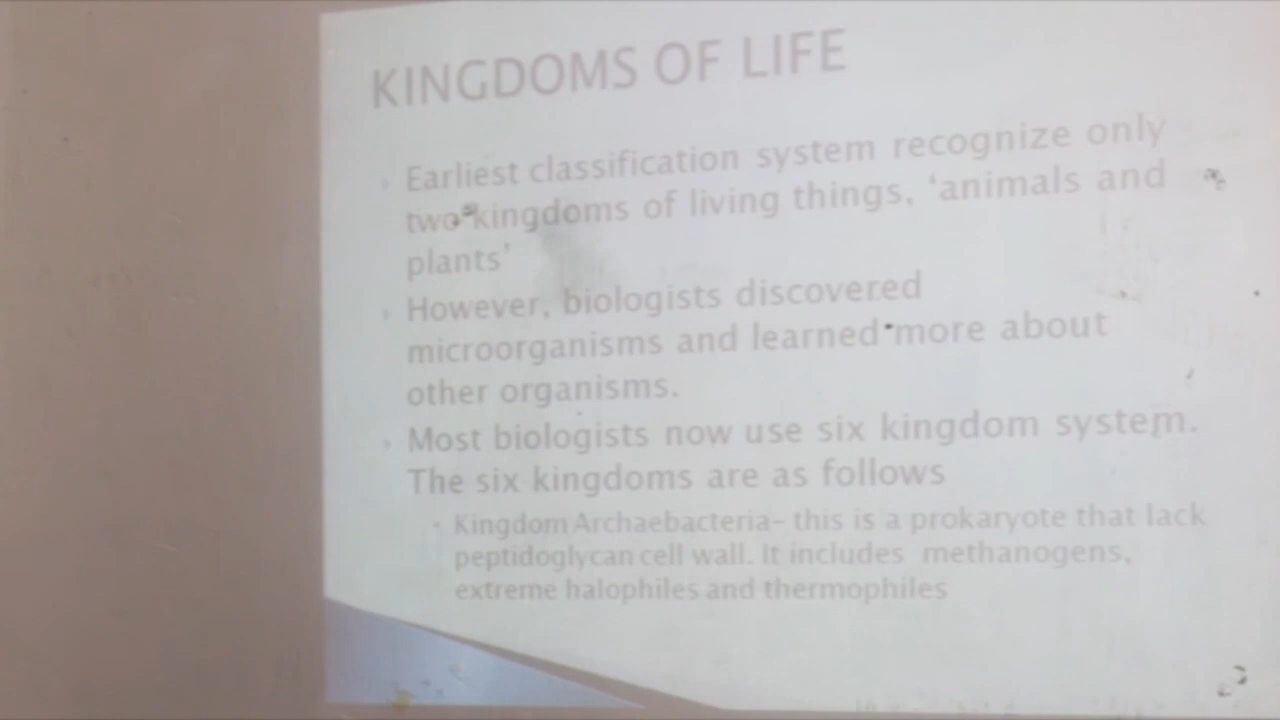 KINGDOMS OF LIFE
Earliest classification system recognize only
two kingdoms of living things, ‘animals and
plants’
However, biologists discovered
microorganisms and learned more about
other organisms.
Most biologists now use six kingdom system.
The six kingdoms are as follows
Kingdom Archaebacteria– this is a prokaryote that lack
peptidoglycan cell wall. It includes methanogens,
extreme halophiles and thermophiles